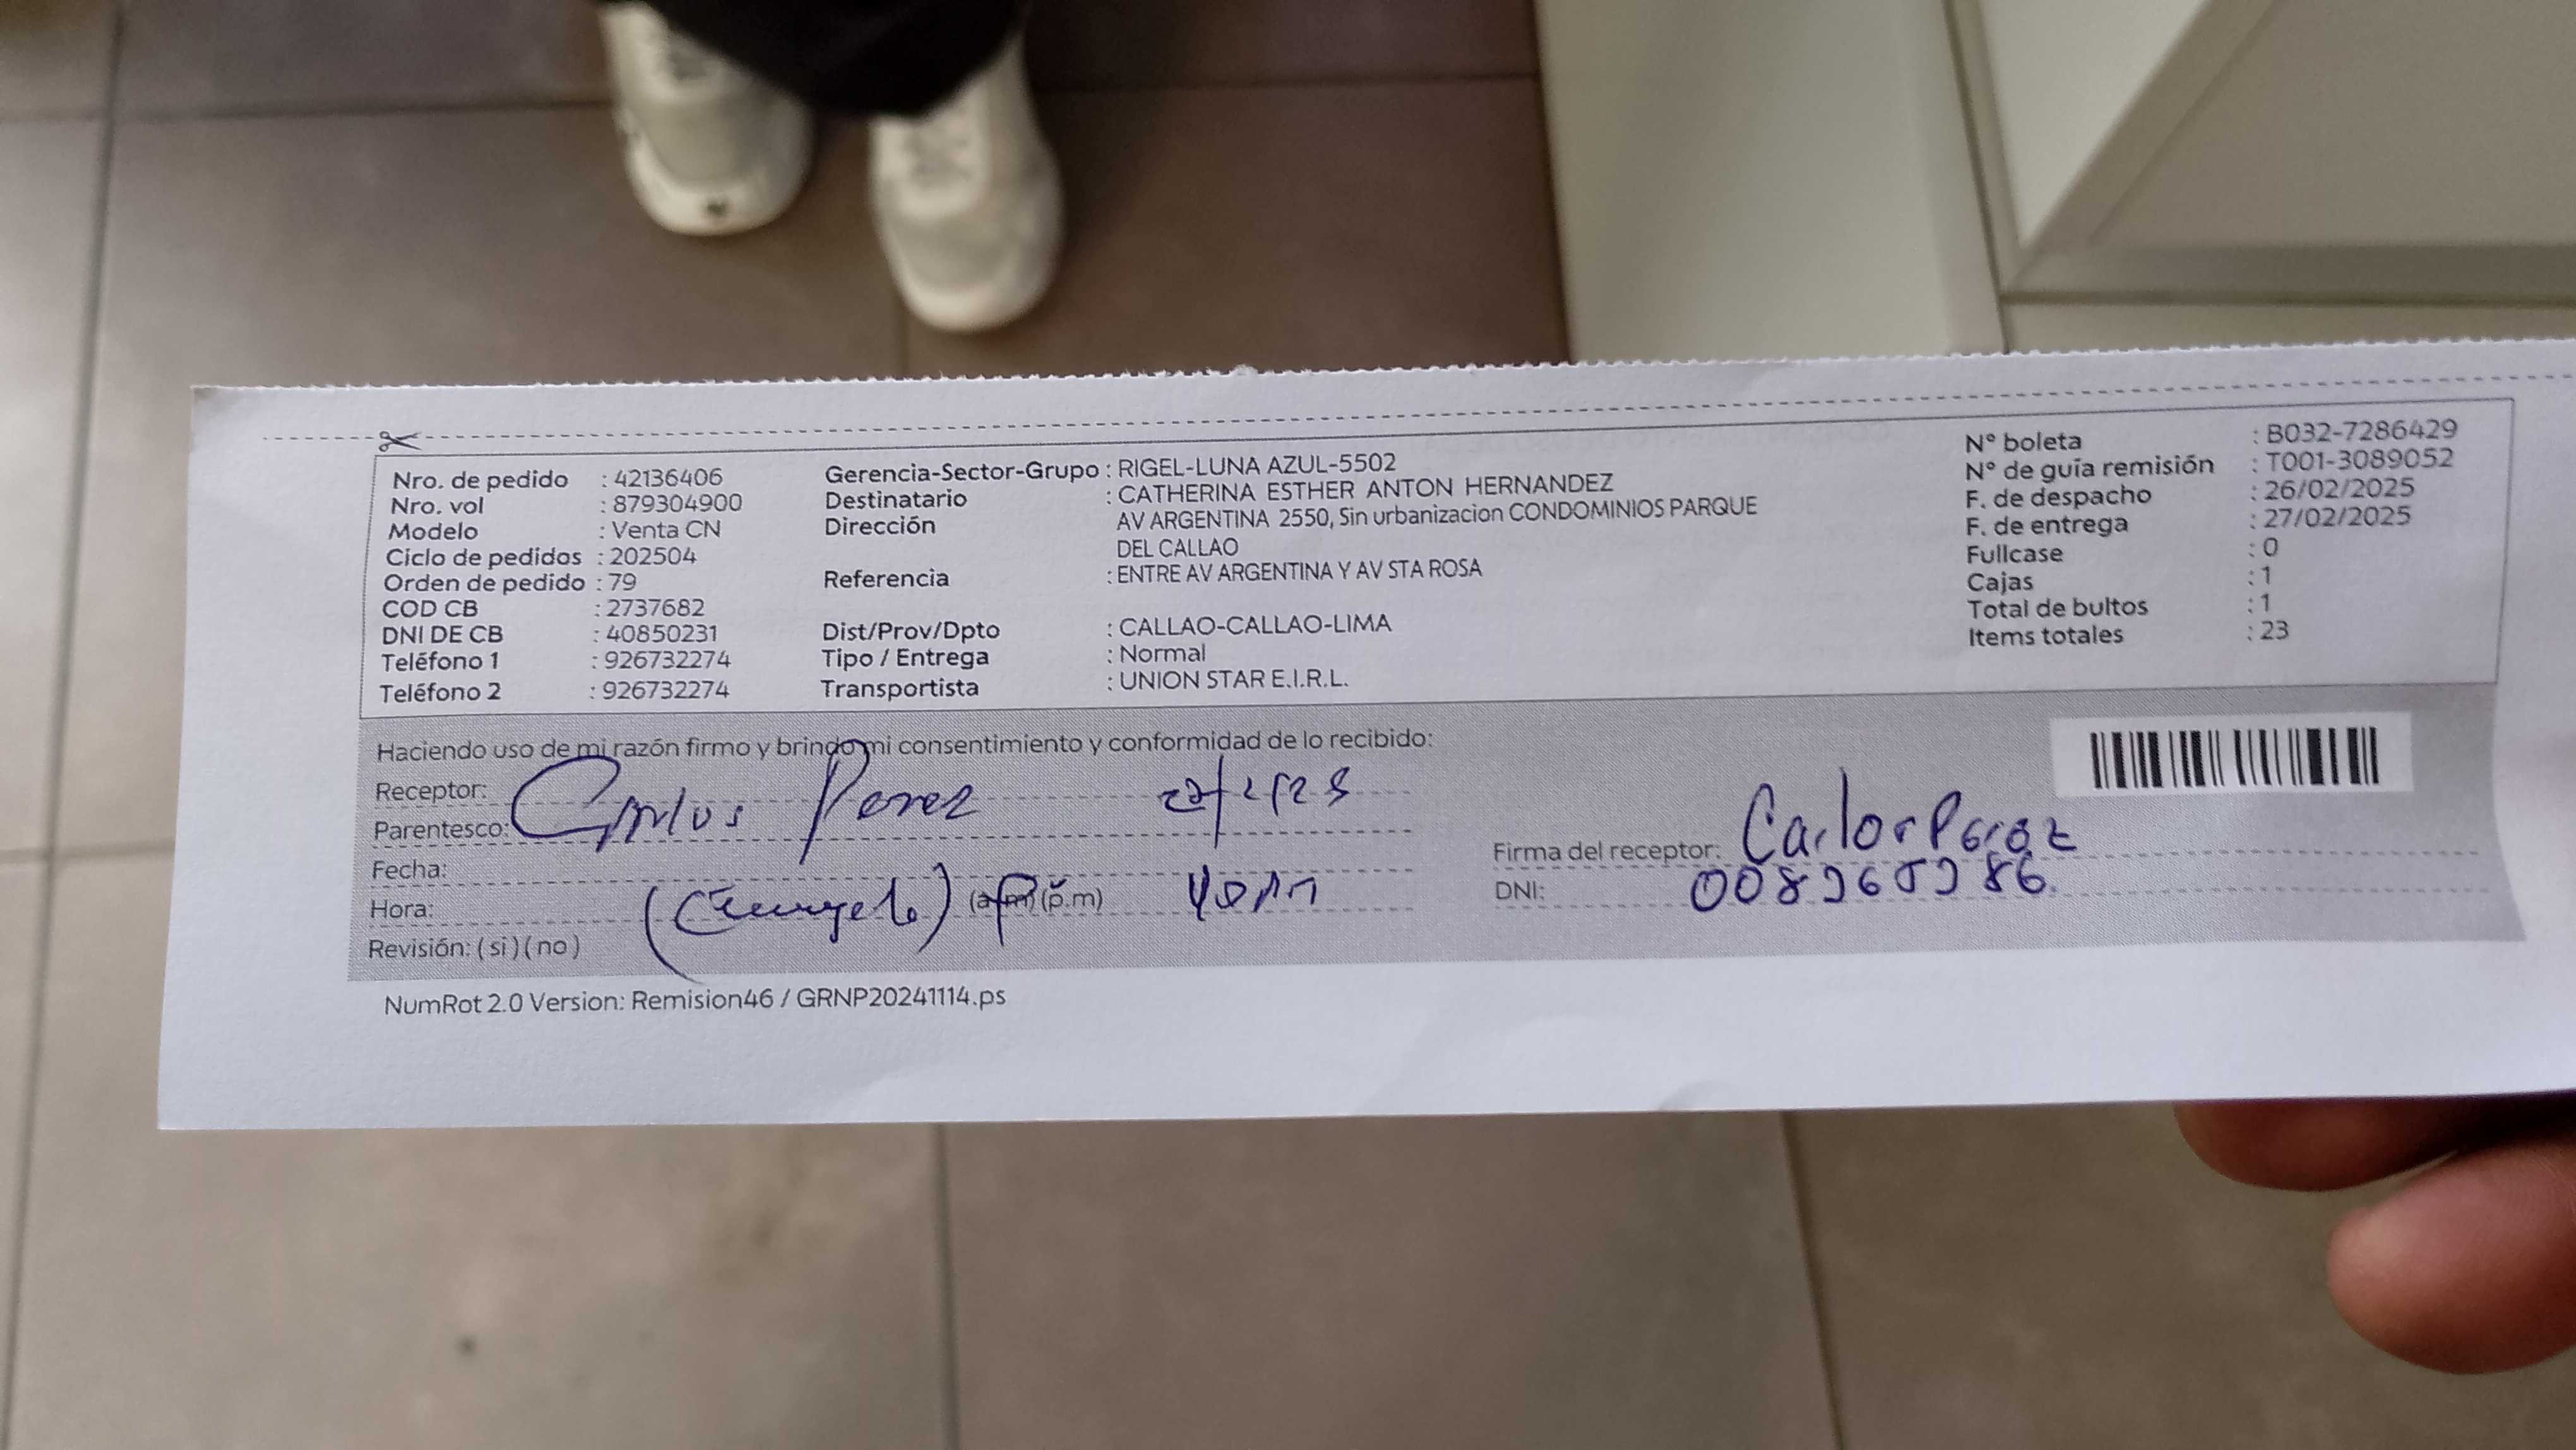 Nro. de pedido : 42136406
Nro. vol : 879304900
Modelo : Venta CN
Ciclo de pedidos : 202504
Orden de pedido : 79
COD CB : 2737682
DNI DE CB : 40850231
Teléfono 1 : 926732274
Teléfono 2 : 926732274
Gerencia-Sector-Grupo : RIGEL-LUNA AZUL-5502
Destinatario : CATHERINA ESTHER ANTON HERNANDEZ
Dirección AV ARGENTINA 2550, Sin urbanizacion CONDOMINIOS PARQUE
DEL CALLAO
Referencia : ENTRE AV ARGENTINA Y AV STA ROSA
Dist/Prov/Dpto : CALLAO-CALLAO-LIMA
Tipo / Entrega : Normal
Transportista : UNION STAR E.I.R.L.
N° boleta : B032-7286429
N° de guía remisión : T001-3089052
F. de despacho : 26/02/2025
F. de entrega : 27/02/2025
Fullcase : 0
Cajas : 1
Total de bultos : 1
Items totales : 23
Haciendo uso de mi razón firmo y brindo mi consentimiento y conformidad de lo recibido:
Receptor: Carlos Perez
Parentesco:
Fecha:
Hora: (a.m) (p.m)
Revisión: ( si ) ( no )
Firma del receptor: Carlos Perez
DNI:
NumRot 2.0 Version: Remision46 / GRNP20241114.ps